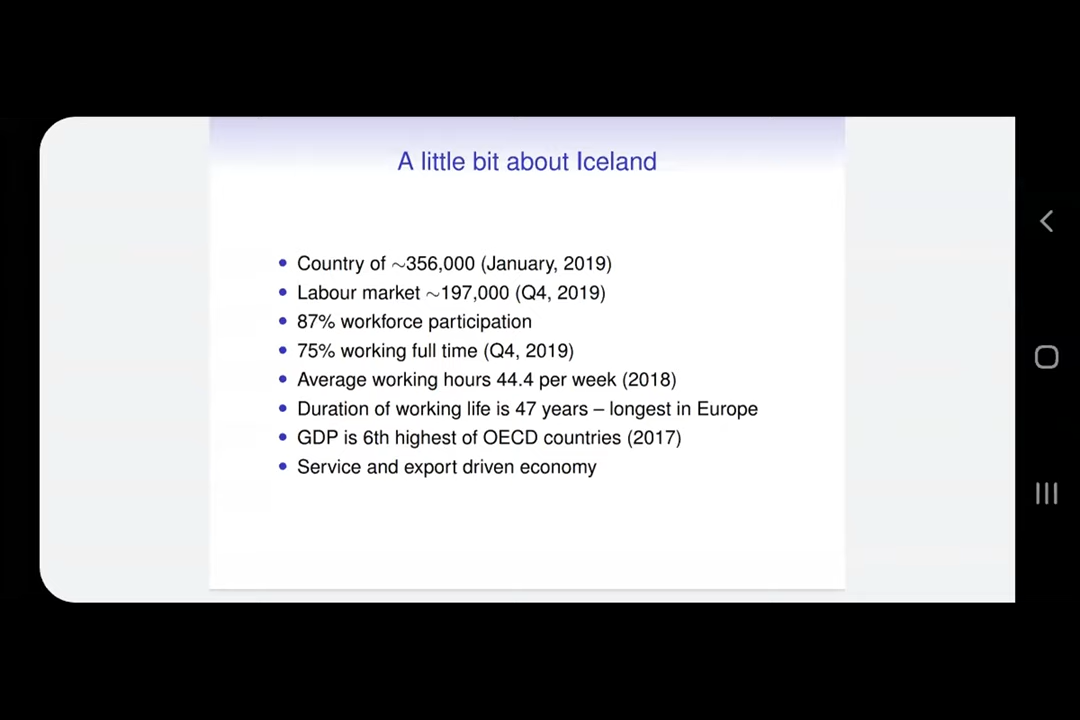 A little bit about Iceland
• Country of ~356,000 (January, 2019)
• Labour market ~197,000 (Q4, 2019)
• 87% workforce participation
• 75% working full time (Q4, 2019)
• Average working hours 44.4 per week (2018)
• Duration of working life is 47 years – longest in Europe
• GDP is 6th highest of OECD countries (2017)
• Service and export driven economy